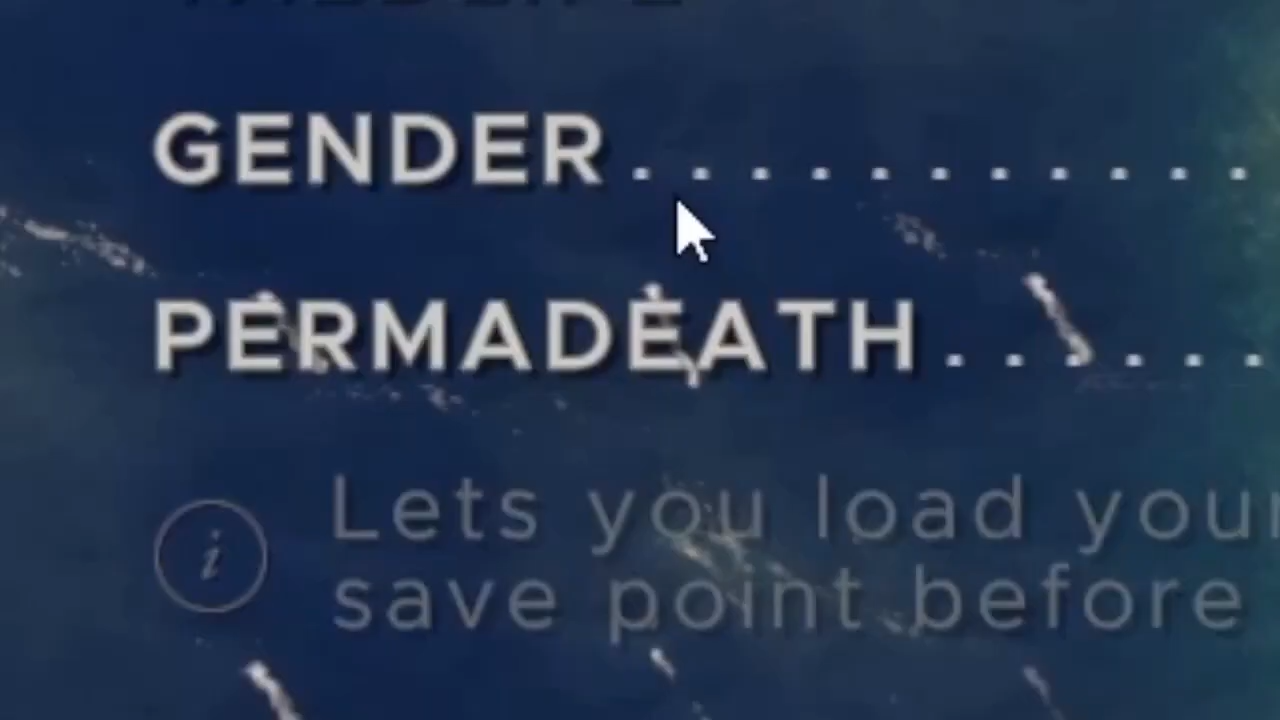 GENDER . . . . . . . . . . .
PERMADEATH . . . . . .
i Lets you load your
save point before